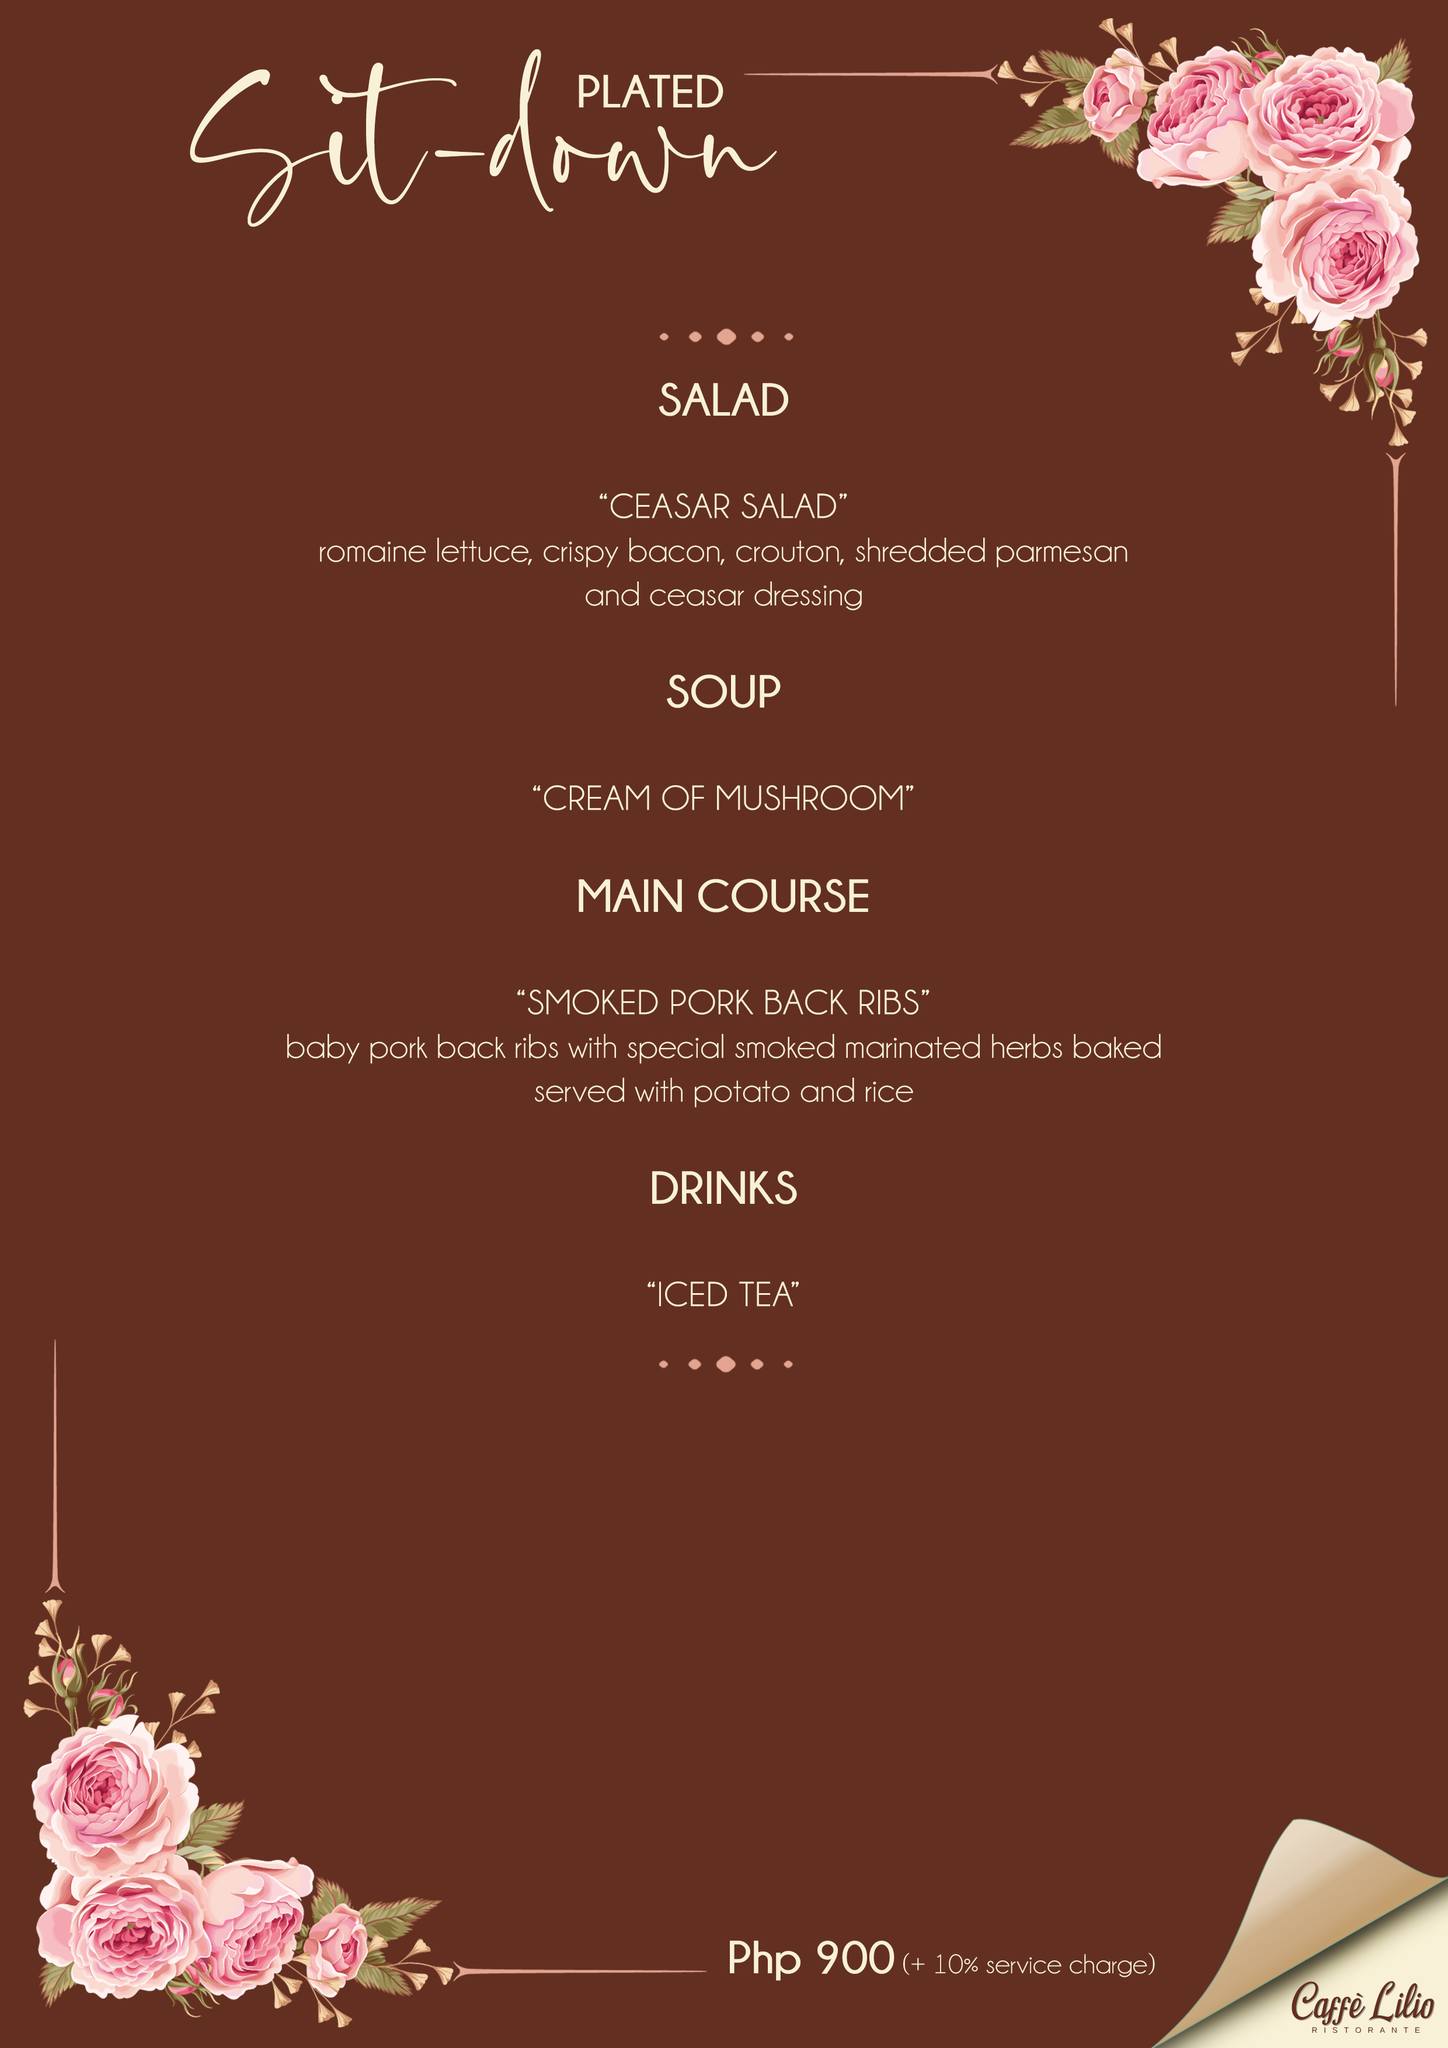 PLATED
Sit-down
SALAD
“CEASAR SALAD”
romaine lettuce, crispy bacon, crouton, shredded parmesan
and ceasar dressing
SOUP
“CREAM OF MUSHROOM”
MAIN COURSE
“SMOKED PORK BACK RIBS”
baby pork back ribs with special smoked marinated herbs baked
served with potato and rice
DRINKS
“ICED TEA”
Php 900 (+ 10% service charge)
Caffè Lilio
RISTORANTE